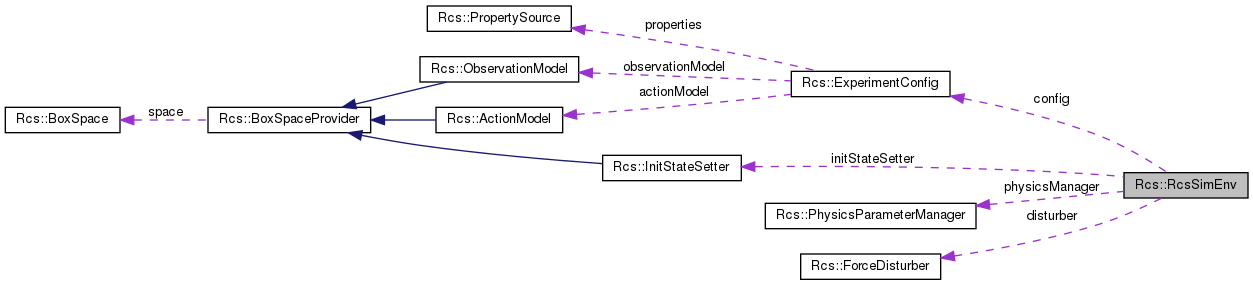 Rcs::PropertySource
properties
Rcs::ObservationModel
observationModel
Rcs::ExperimentConfig
actionModel
config
Rcs::BoxSpace
space
Rcs::BoxSpaceProvider
Rcs::ActionModel
initStateSetter
Rcs::InitStateSetter
Rcs::RcsSimEnv
physicsManager
Rcs::PhysicsParameterManager
disturber
Rcs::ForceDisturber